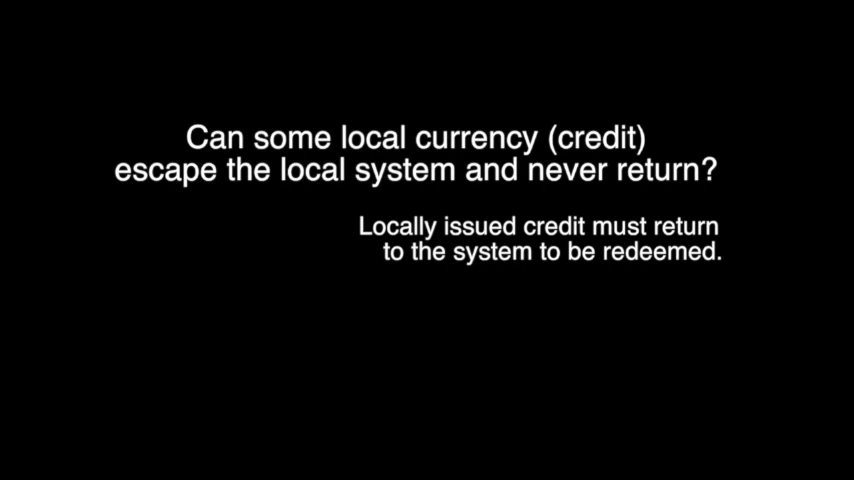 Can some local currency (credit)
escape the local system and never return?
Locally issued credit must return
to the system to be redeemed.